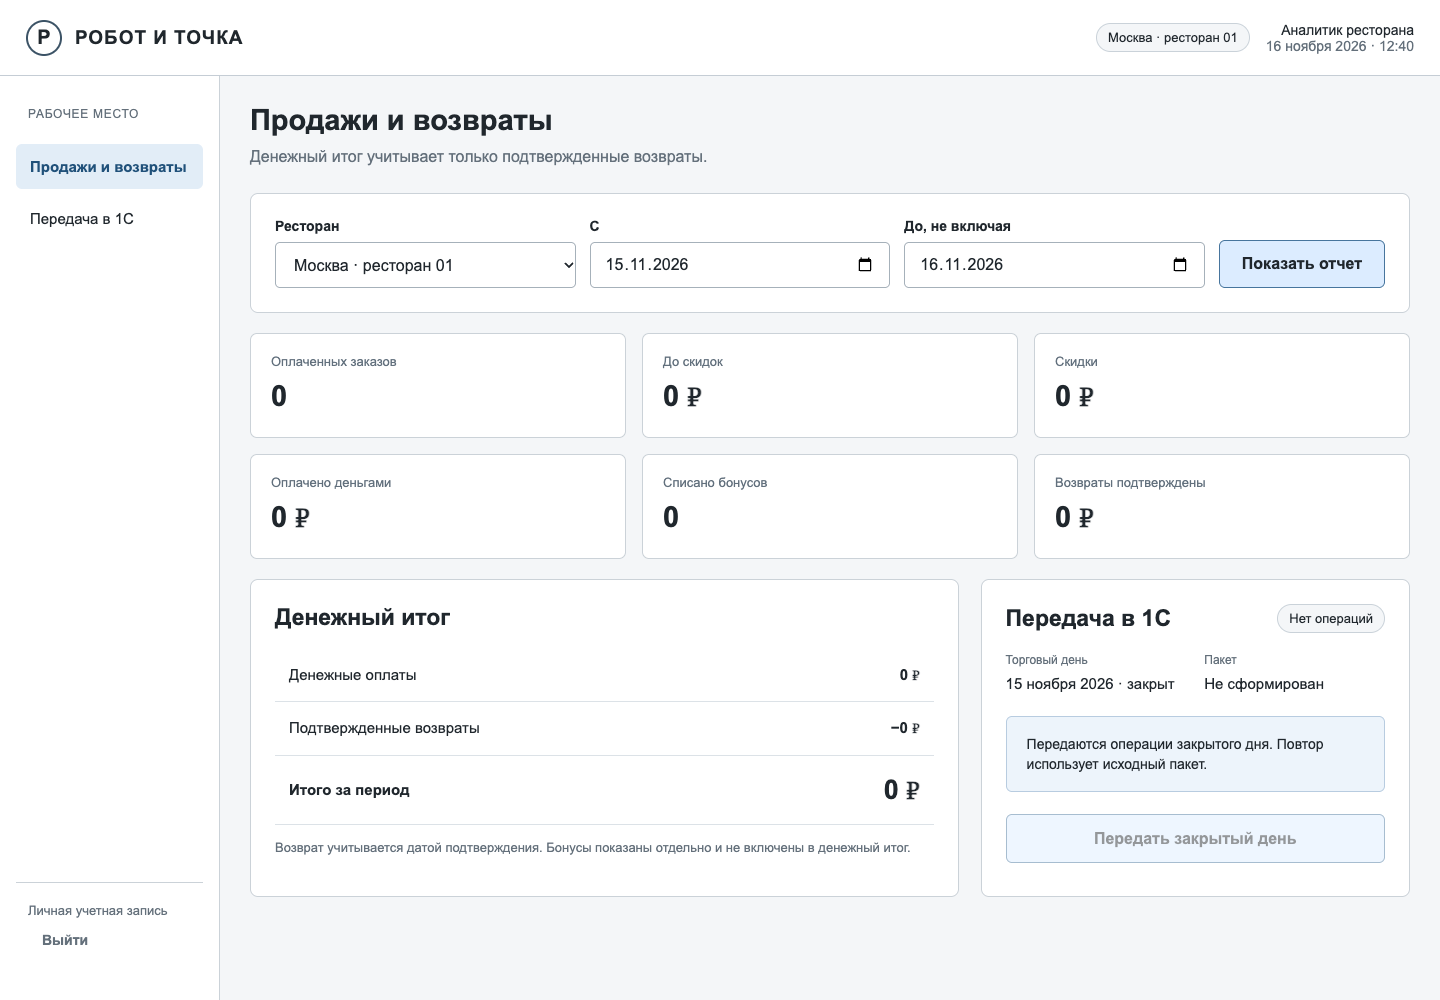 Р РОБОТ И ТОЧКА
Москва · ресторан 01
Аналитик ресторана
16 ноября 2026 · 12:40
РАБОЧЕЕ МЕСТО
Продажи и возвраты
Передача в 1С
Личная учетная запись
Выйти
Продажи и возвраты
Денежный итог учитывает только подтвержденные возвраты.
Ресторан
Москва · ресторан 01
С
15.11.2026
До, не включая
16.11.2026
Показать отчет
Оплаченных заказов
0
До скидок
0 ₽
Скидки
0 ₽
Оплачено деньгами
0 ₽
Списано бонусов
0
Возвраты подтверждены
0 ₽
Денежный итог
Денежные оплаты 0 ₽
Подтвержденные возвраты −0 ₽
Итого за период 0 ₽
Возврат учитывается датой подтверждения. Бонусы показаны отдельно и не включены в денежный итог.
Передача в 1С
Нет операций
Торговый день
15 ноября 2026 · закрыт
Пакет
Не сформирован
Передаются операции закрытого дня. Повтор
использует исходный пакет.
Передать закрытый день